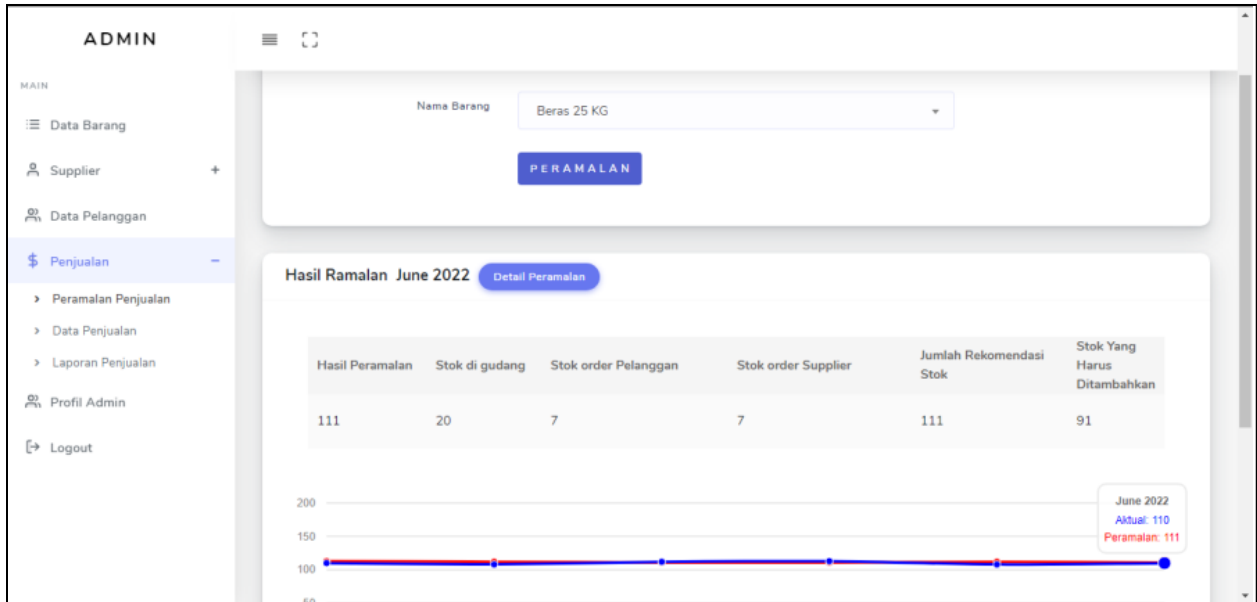 ADMIN
MAIN
Data Barang
Supplier +
Data Pelanggan
$ Penjualan -
> Peramalan Penjualan
> Data Penjualan
> Laporan Penjualan
Profil Admin
Logout
Nama Barang Beras 25 KG
PERAMALAN
Hasil Ramalan June 2022 Detail Peramalan
Hasil Peramalan Stok di gudang Stok order Pelanggan Stok order Supplier Jumlah Rekomendasi Stok Stok Yang Harus Ditambahkan
111 20 7 7 111 91
200
150
100
50
June 2022
Aktual: 110
Peramalan: 111